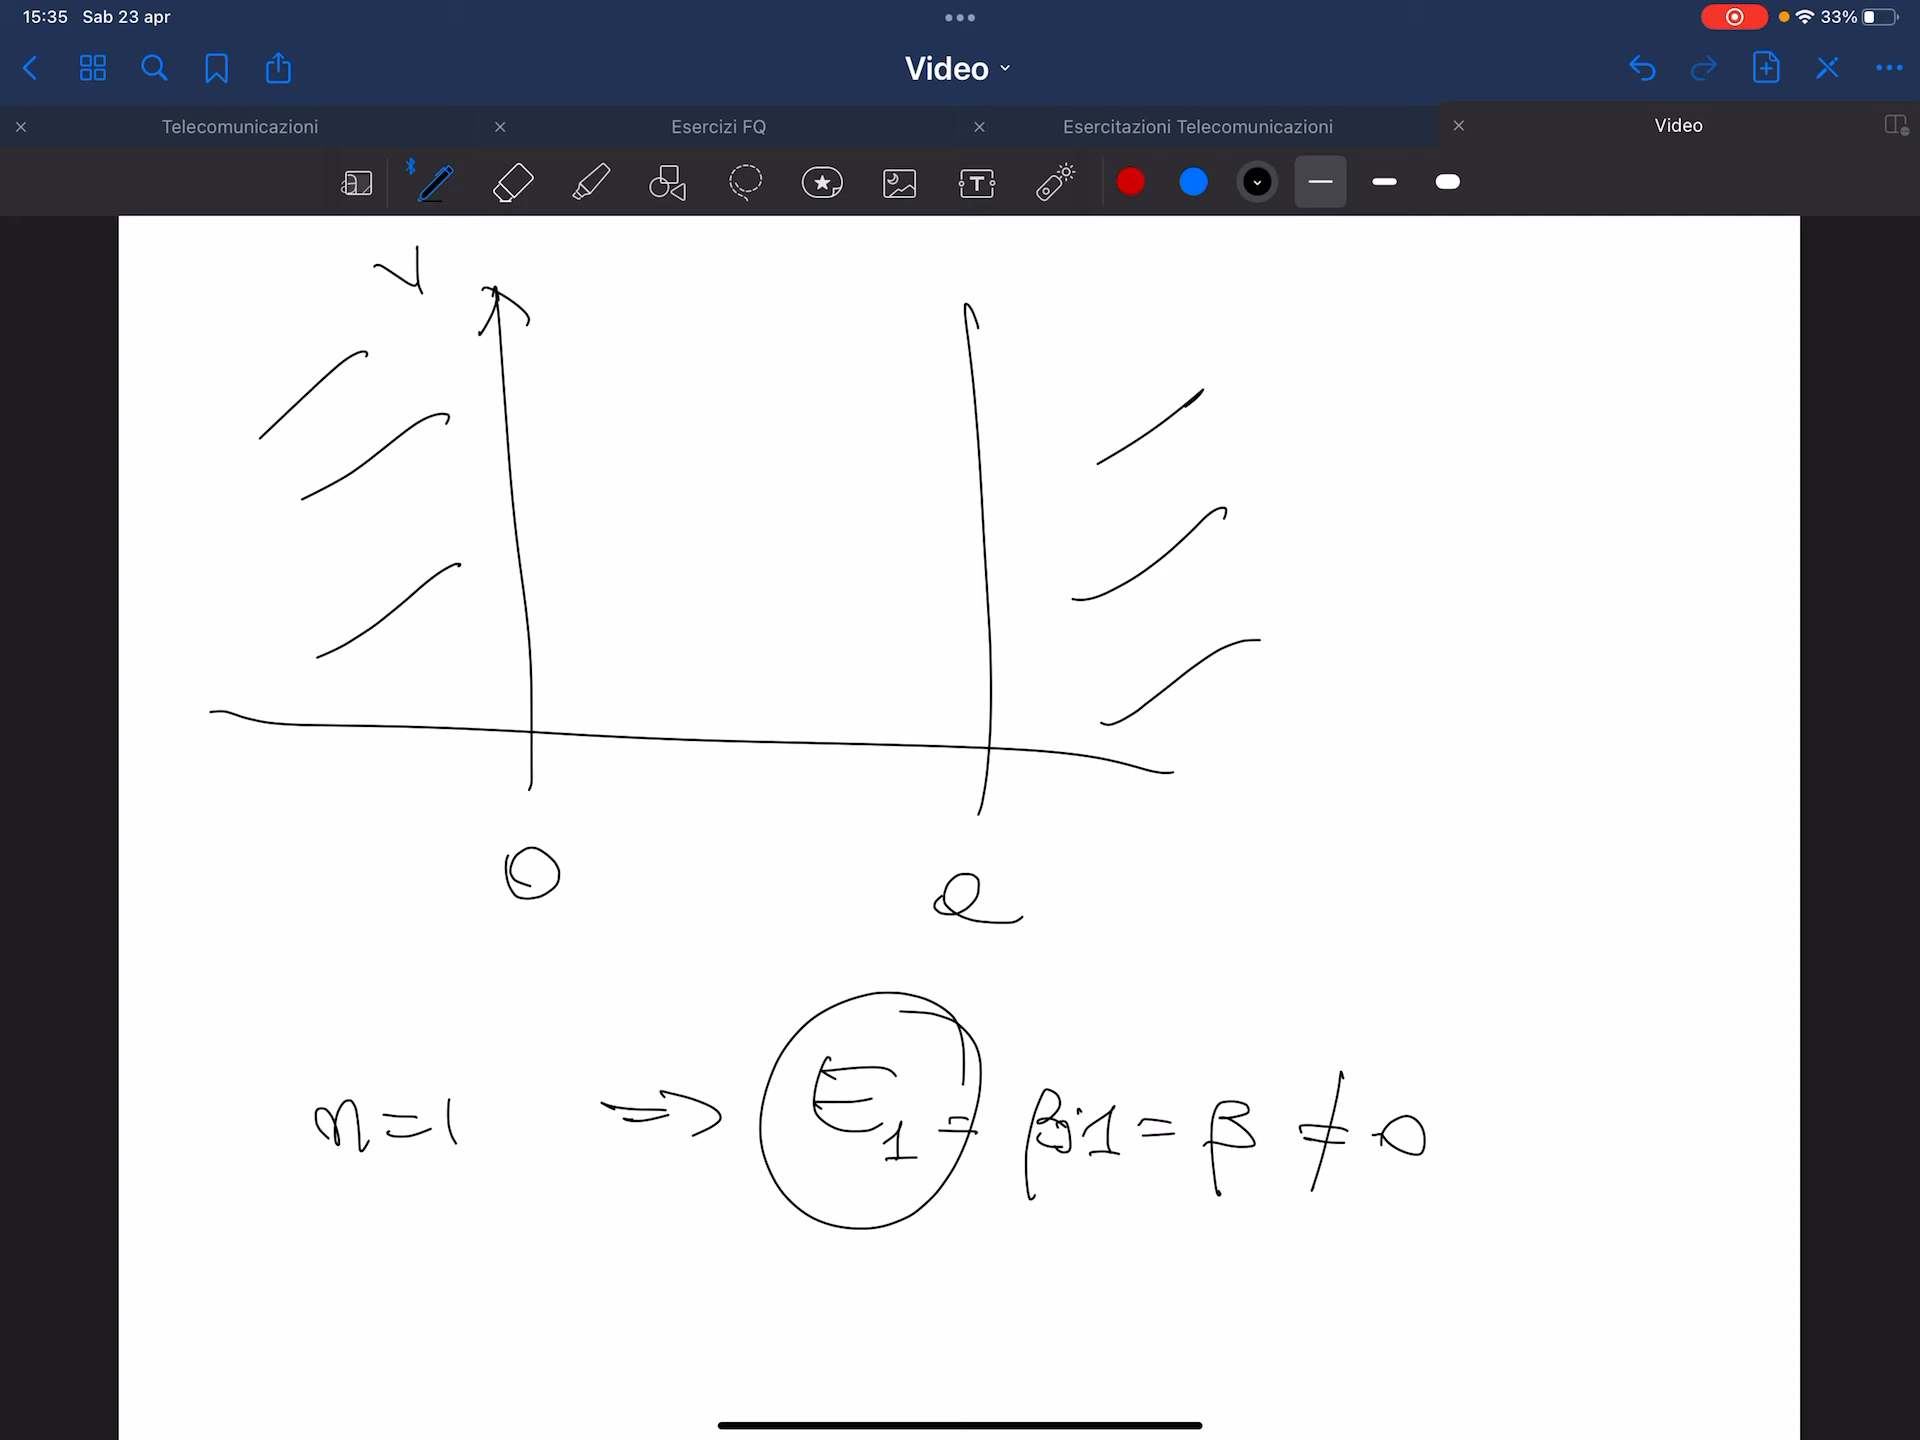 15:35 Sab 23 apr 33%
Video
Telecomunicazioni Esercizi FQ Esercitazioni Telecomunicazioni Video
T
V
0 a
n=1 => E₁ = β·1 = β ≠ 0